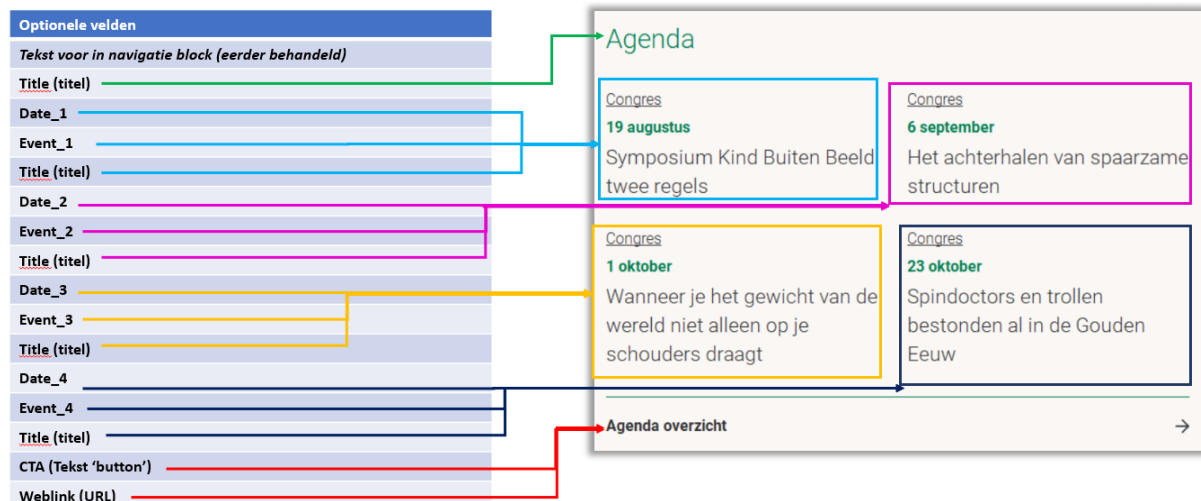 Optionele velden
Tekst voor in navigatie block (eerder behandeld)
Title (titel)
Date_1
Event_1
Title (titel)
Date_2
Event_2
Title (titel)
Date_3
Event_3
Title (titel)
Date_4
Event_4
Title (titel)
CTA (Tekst ‘button’)
Weblink (URL)
Agenda
Congres
19 augustus
Symposium Kind Buiten Beeld
twee regels
Congres
6 september
Het achterhalen van spaarzame
structuren
Congres
1 oktober
Wanneer je het gewicht van de
wereld niet alleen op je
schouders draagt
Congres
23 oktober
Spindoctors en trollen
bestonden al in de Gouden
Eeuw
Agenda overzicht